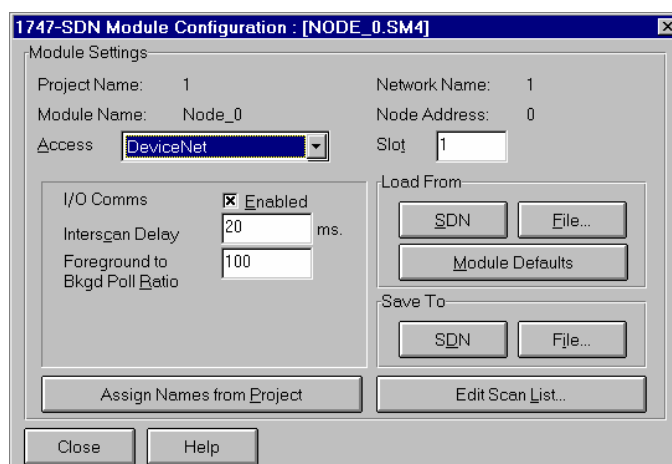 1747-SDN Module Configuration : [NODE_0.SM4]
Module Settings
Project Name: 1
Network Name: 1
Module Name: Node_0
Node Address: 0
Access DeviceNet
Slot 1
I/O Comms Enabled
Interscan Delay 20 ms.
Foreground to
Bkgd Poll Ratio 100
Load From
SDN File...
Module Defaults
Save To
SDN File...
Assign Names from Project
Edit Scan List...
Close Help